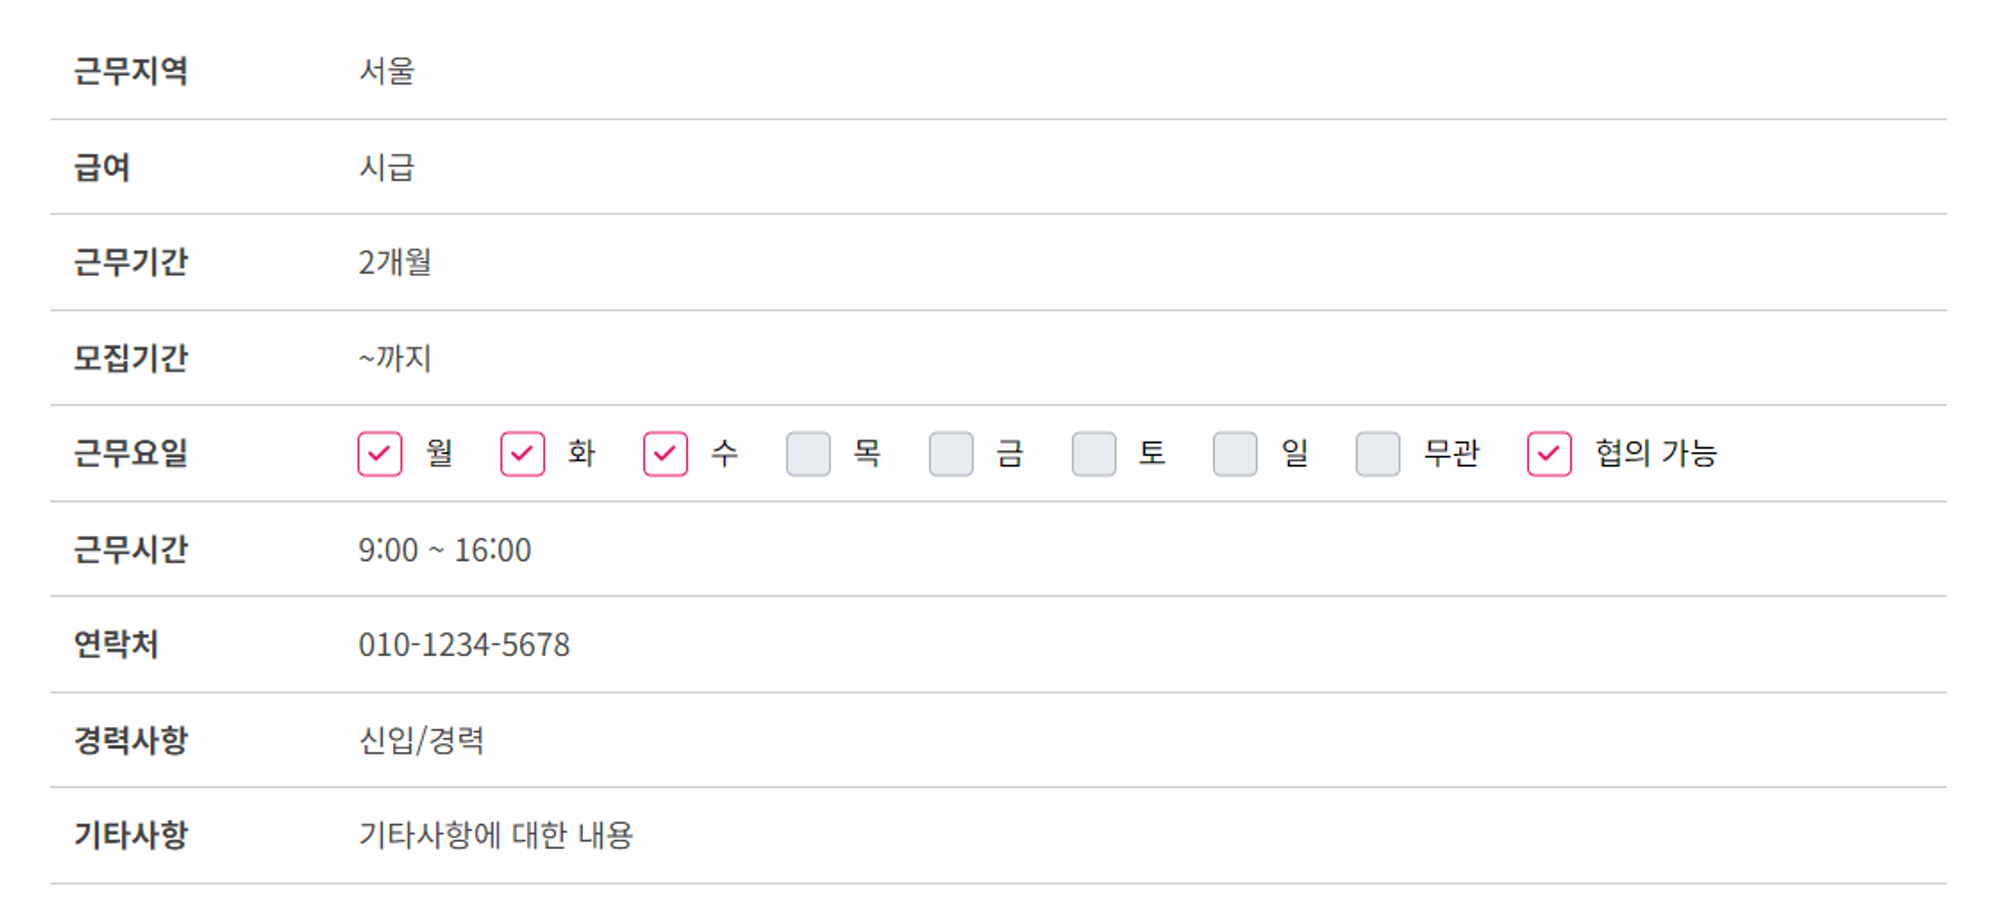 근무지역 서울
급여 시급
근무기간 2개월
모집기간 ~까지
근무요일 월 화 수 목 금 토 일 무관 협의 가능
근무시간 9:00 ~ 16:00
연락처 010-1234-5678
경력사항 신입/경력
기타사항 기타사항에 대한 내용